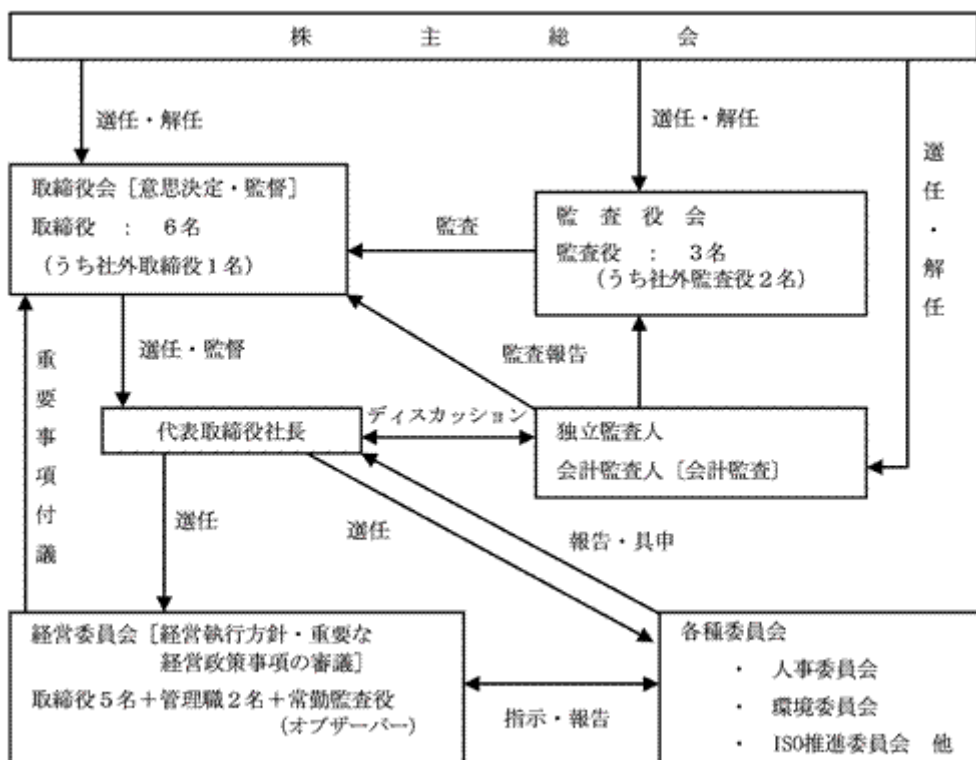 株主総会
選任・解任
選任・解任
選任・解任
取締役会［意思決定・監督］
取締役　：　６名
（うち社外取締役１名）
監査
監査役会
監査役　：　３名
（うち社外監査役２名）
選任・監督
監査報告
重要事項付議
代表取締役社長
ディスカッション
独立監査人
会計監査人［会計監査］
選任
選任
報告・具申
経営委員会［経営執行方針・重要な
経営政策事項の審議］
取締役５名＋管理職２名＋常勤監査役
（オブザーバー）
指示・報告
各種委員会
・　人事委員会
・　環境委員会
・　ISO推進委員会　他